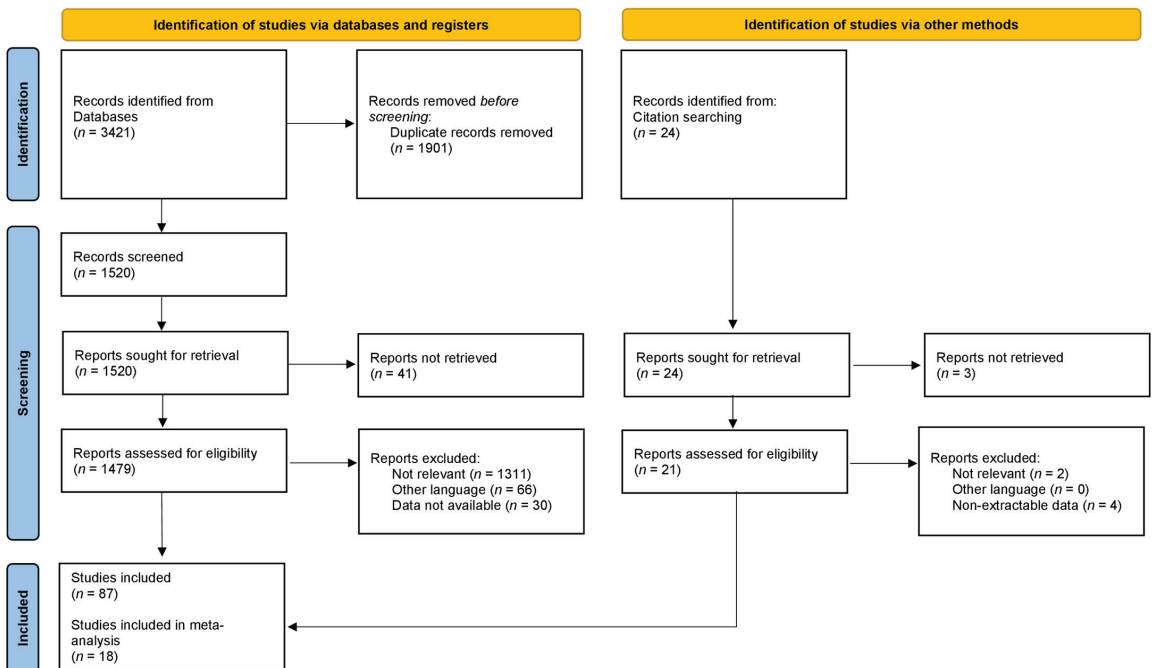 Identification of studies via databases and registers
Identification of studies via other methods
Identification
Records identified from
Databases
(n = 3421)
Records removed before
screening:
Duplicate records removed
(n = 1901)
Records identified from:
Citation searching
(n = 24)
Screening
Records screened
(n = 1520)
Reports sought for retrieval
(n = 1520)
Reports not retrieved
(n = 41)
Reports sought for retrieval
(n = 24)
Reports not retrieved
(n = 3)
Reports assessed for eligibility
(n = 1479)
Reports excluded:
Not relevant (n = 1311)
Other language (n = 66)
Data not available (n = 30)
Reports assessed for eligibility
(n = 21)
Reports excluded:
Not relevant (n = 2)
Other language (n = 0)
Non-extractable data (n = 4)
Included
Studies included
(n = 87)
Studies included in meta-
analysis
(n = 18)